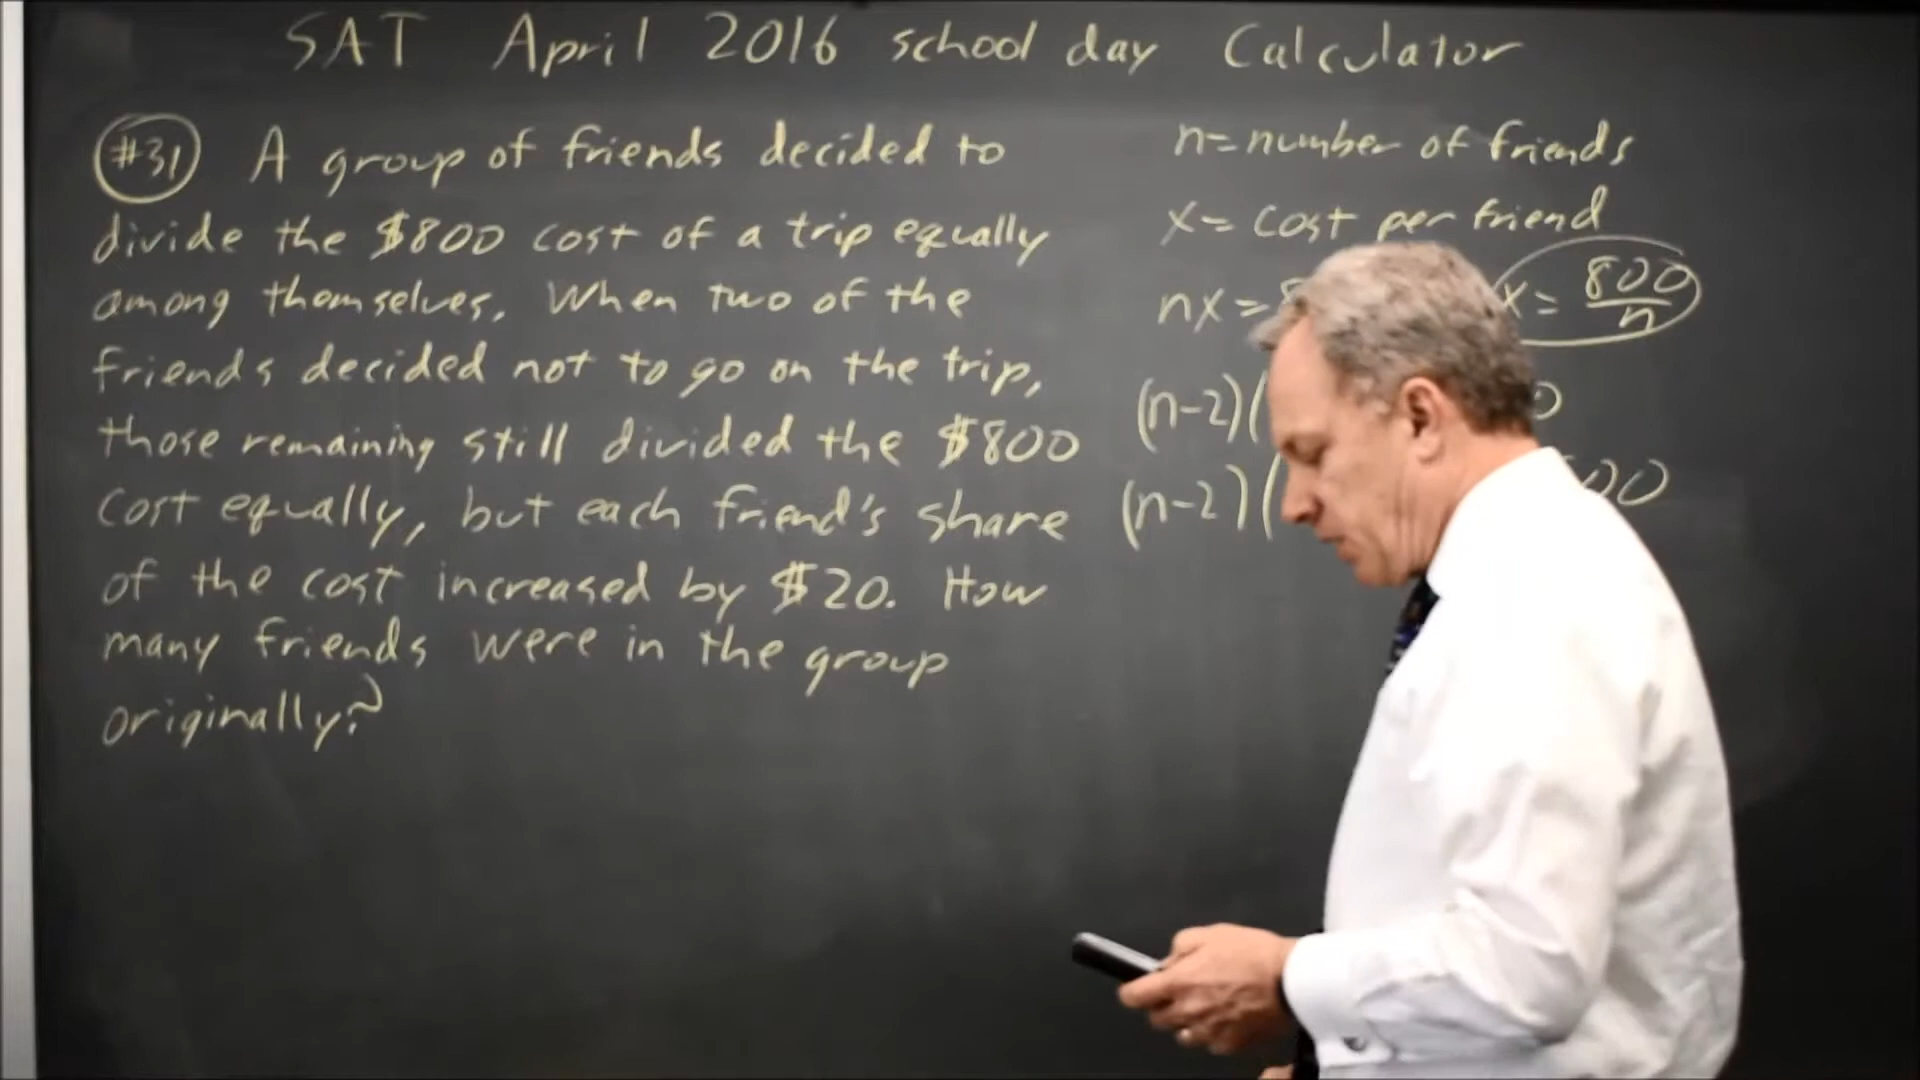 SAT April 2016 school day Calculator
#31 A group of friends decided to
divide the $800 cost of a trip equally
among themselves. When two of the
friends decided not to go on the trip,
those remaining still divided the $800
cost equally, but each friend's share
of the cost increased by $20. How
many friends were in the group
originally?
n=number of friends
x= cost per friend
nx= x= 800/n
(n-2)( 0
(n-2)( 00